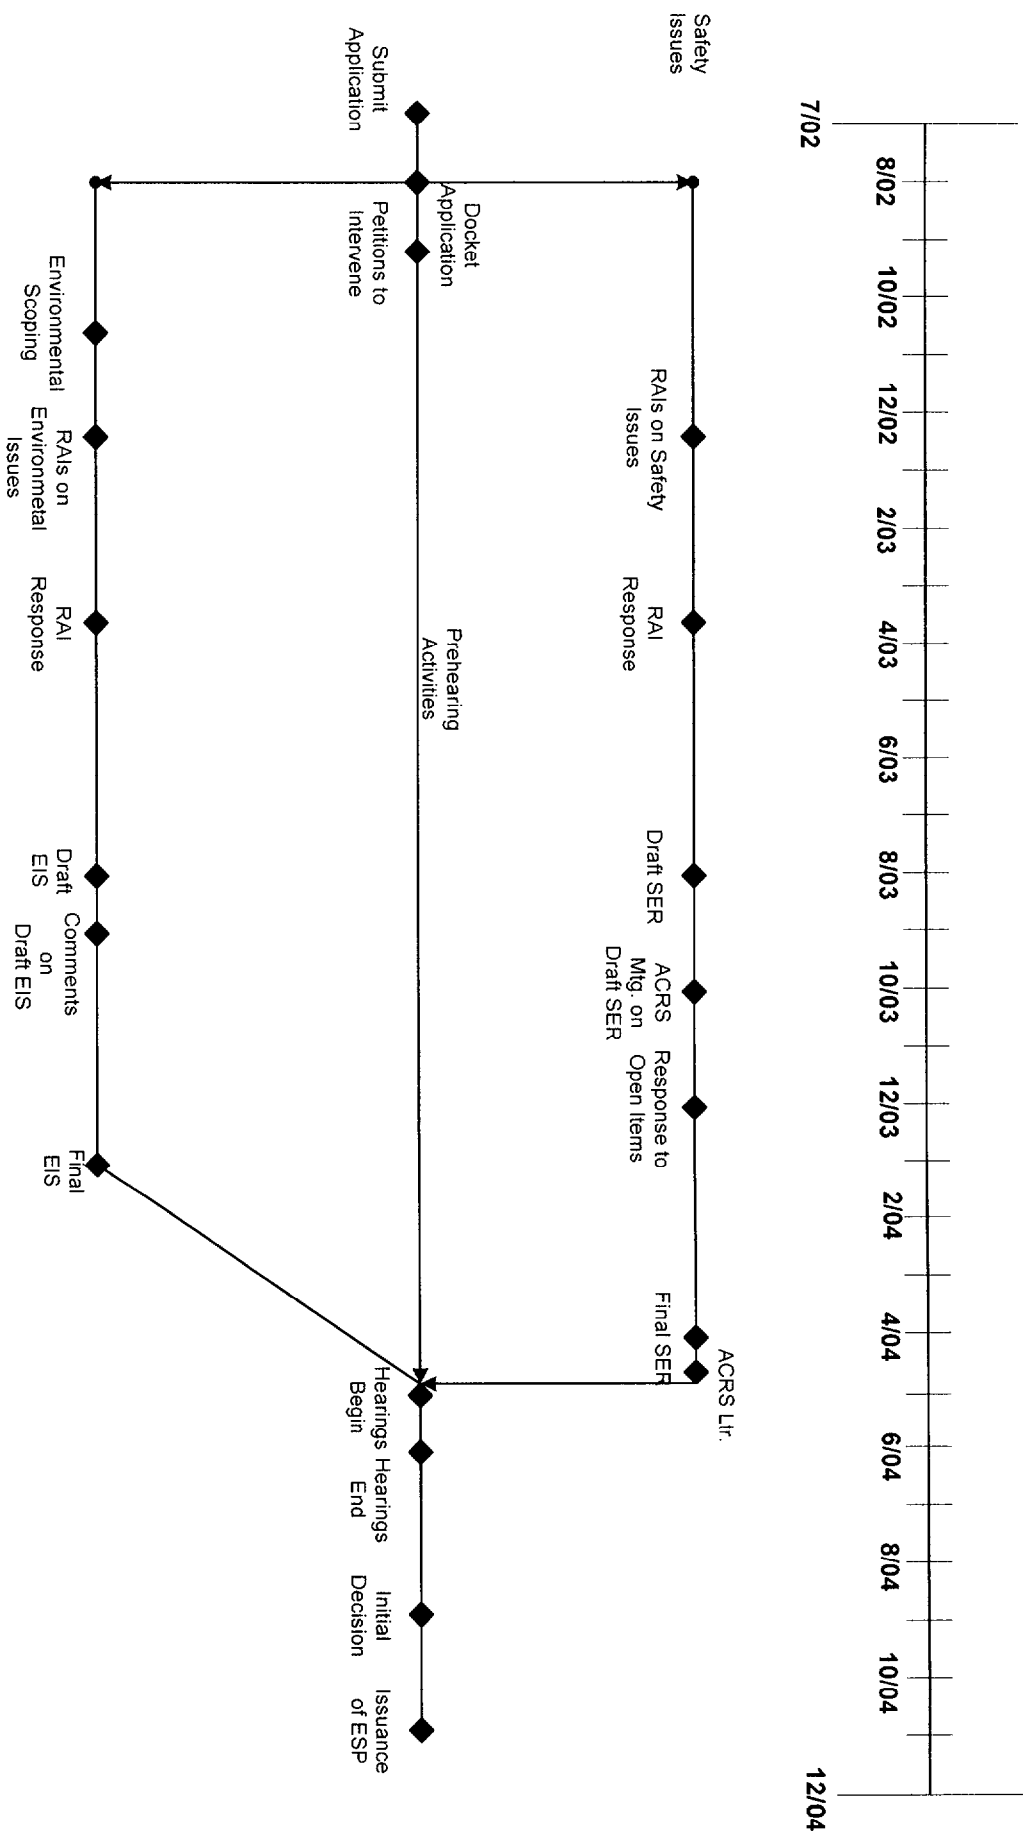 7/02
8/02
10/02
12/02
2/03
4/03
6/03
8/03
10/03
12/03
2/04
4/04
6/04
8/04
10/04
12/04
Safety
Issues
RAIs on Safety
Issues
RAI
Response
Draft SER
ACRS
Mtg. on
Draft SER
Response to
Open Items
Final SER
ACRS Ltr.
Submit
Application
Docket
Application
Petitions to
Intervene
Prehearing
Activities
Hearings
Begin
Hearings
End
Initial
Decision
Issuance
of ESP
Environmental
Scoping
RAIs on
Environmetal
Issues
RAI
Response
Draft
EIS
Comments
on
Draft EIS
Final
EIS